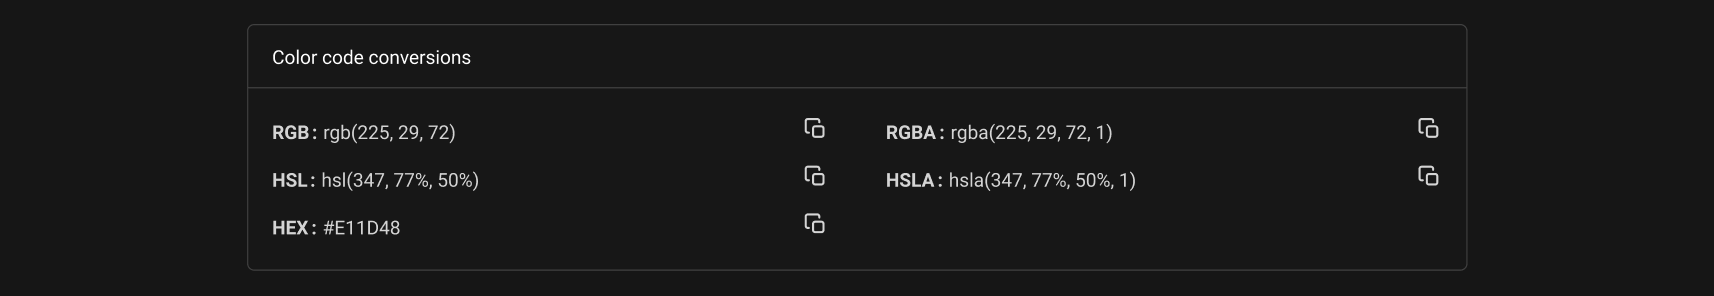 Color code conversions
RGB: rgb(225, 29, 72)
RGBA: rgba(225, 29, 72, 1)
HSL: hsl(347, 77%, 50%)
HSLA: hsla(347, 77%, 50%, 1)
HEX: #E11D48